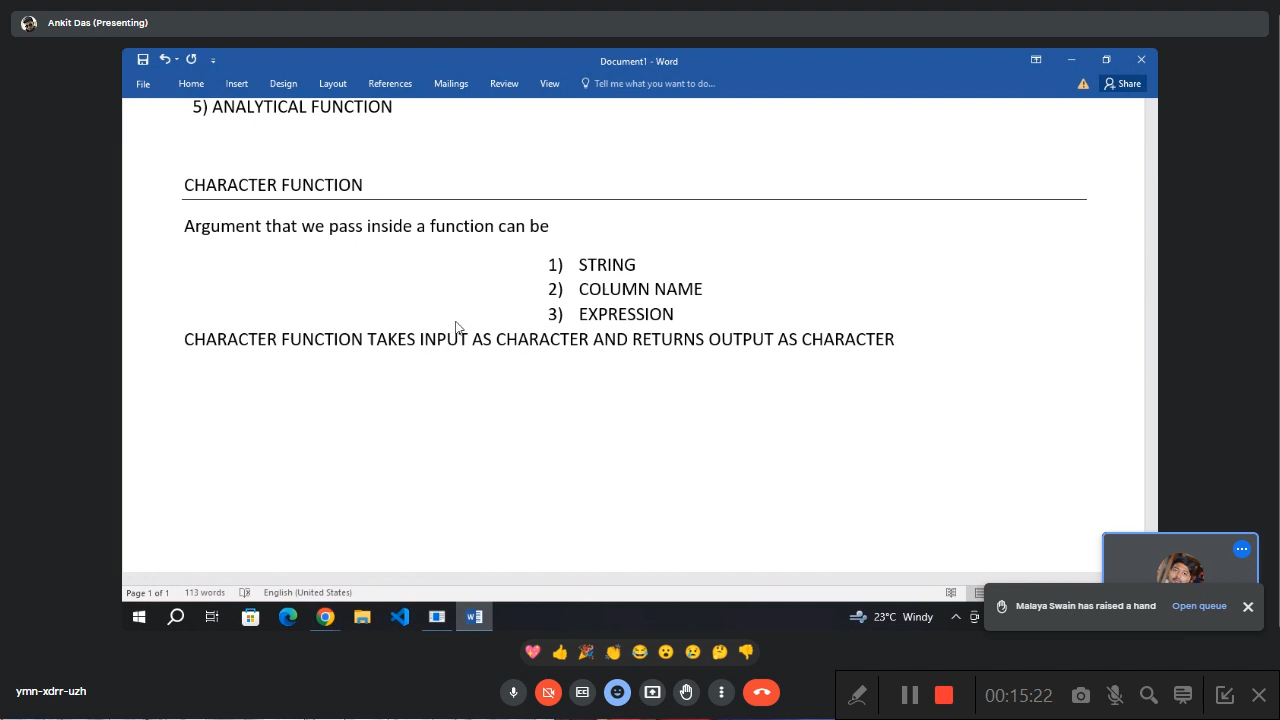 Ankit Das (Presenting)
Document1 - Word
File Home Insert Design Layout References Mailings Review View Tell me what you want to do... Share
5) ANALYTICAL FUNCTION
CHARACTER FUNCTION
Argument that we pass inside a function can be
1) STRING
2) COLUMN NAME
3) EXPRESSION
CHARACTER FUNCTION TAKES INPUT AS CHARACTER AND RETURNS OUTPUT AS CHARACTER
Page 1 of 1 113 words English (United States)
Malaya Swain has raised a hand Open queue
23°C Windy
ymn-xdrr-uzh
00:15:22